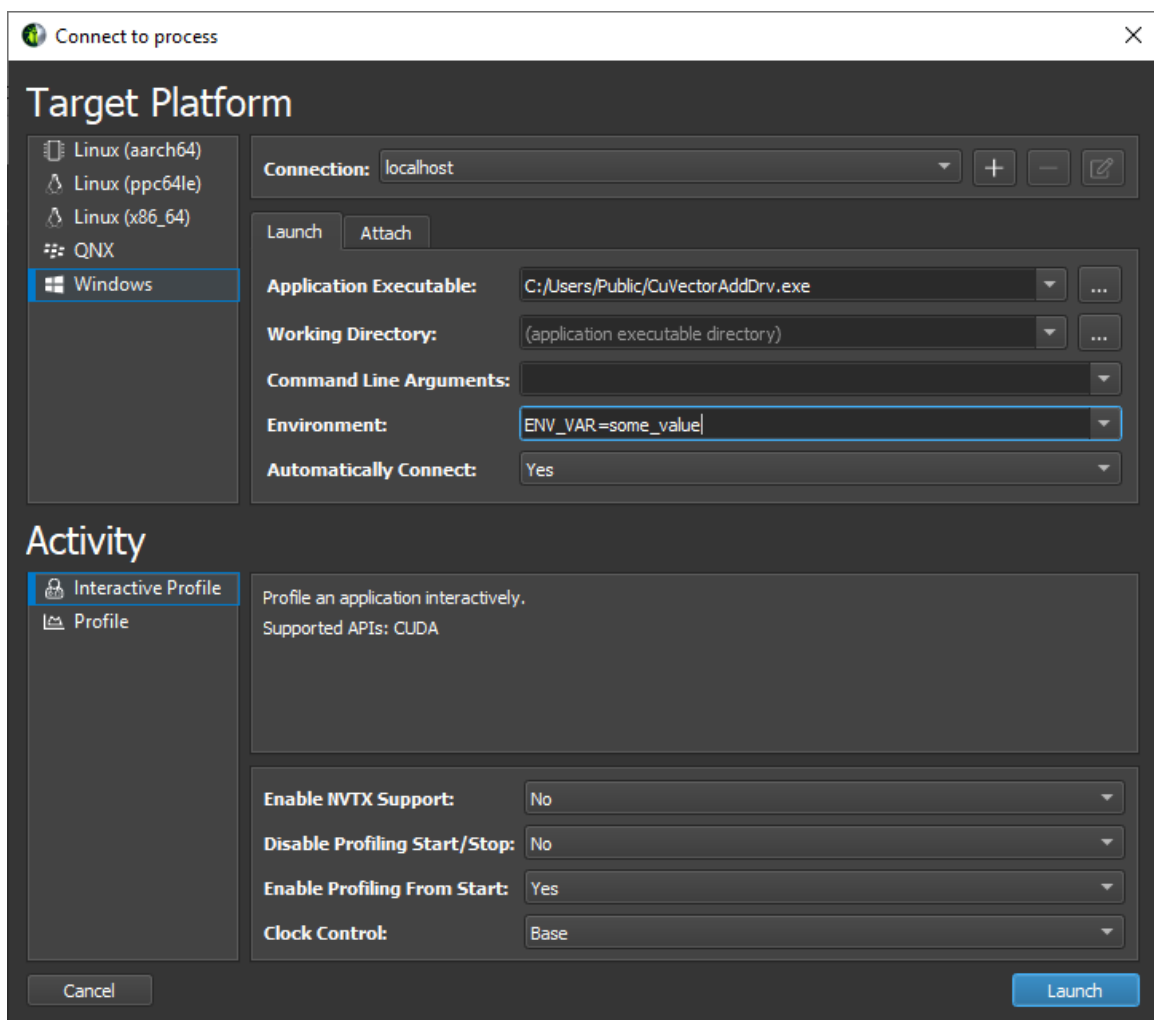 Connect to process
Target Platform
Linux (aarch64)
Linux (ppc64le)
Linux (x86_64)
QNX
Windows
Connection: localhost
Launch Attach
Application Executable: C:/Users/Public/CuVectorAddDrv.exe ...
Working Directory: (application executable directory) ...
Command Line Arguments:
Environment: ENV_VAR=some_value
Automatically Connect: Yes
Activity
Interactive Profile
Profile
Profile an application interactively.
Supported APIs: CUDA
Enable NVTX Support: No
Disable Profiling Start/Stop: No
Enable Profiling From Start: Yes
Clock Control: Base
Cancel Launch